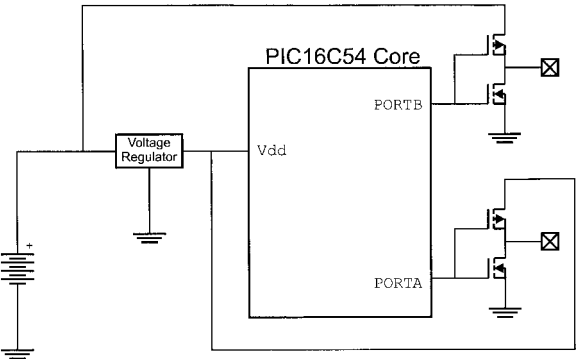 PIC16C54 Core
PORTB
Voltage
Regulator
Vdd
+
PORTA